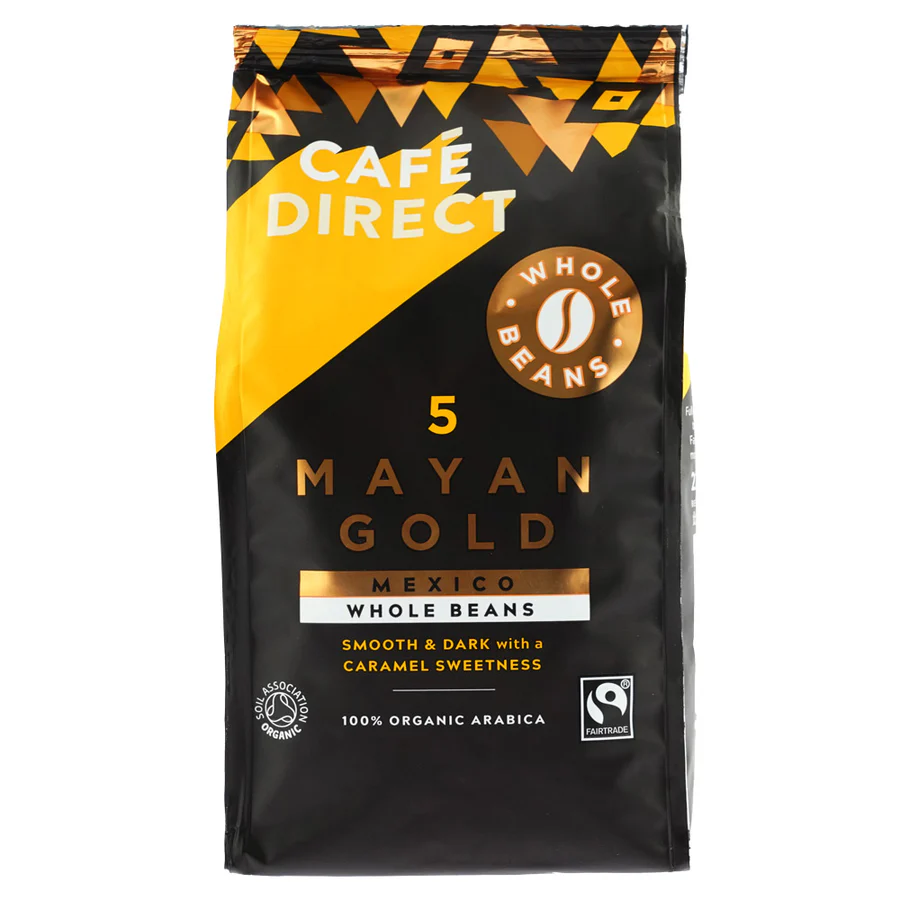 CAFÉ
DIRECT
WHOLE
BEANS
5
MAYAN
GOLD
MEXICO
WHOLE BEANS
SMOOTH & DARK with a
CARAMEL SWEETNESS
100% ORGANIC ARABICA
SOIL ASSOCIATION
ORGANIC
FAIRTRADE
®